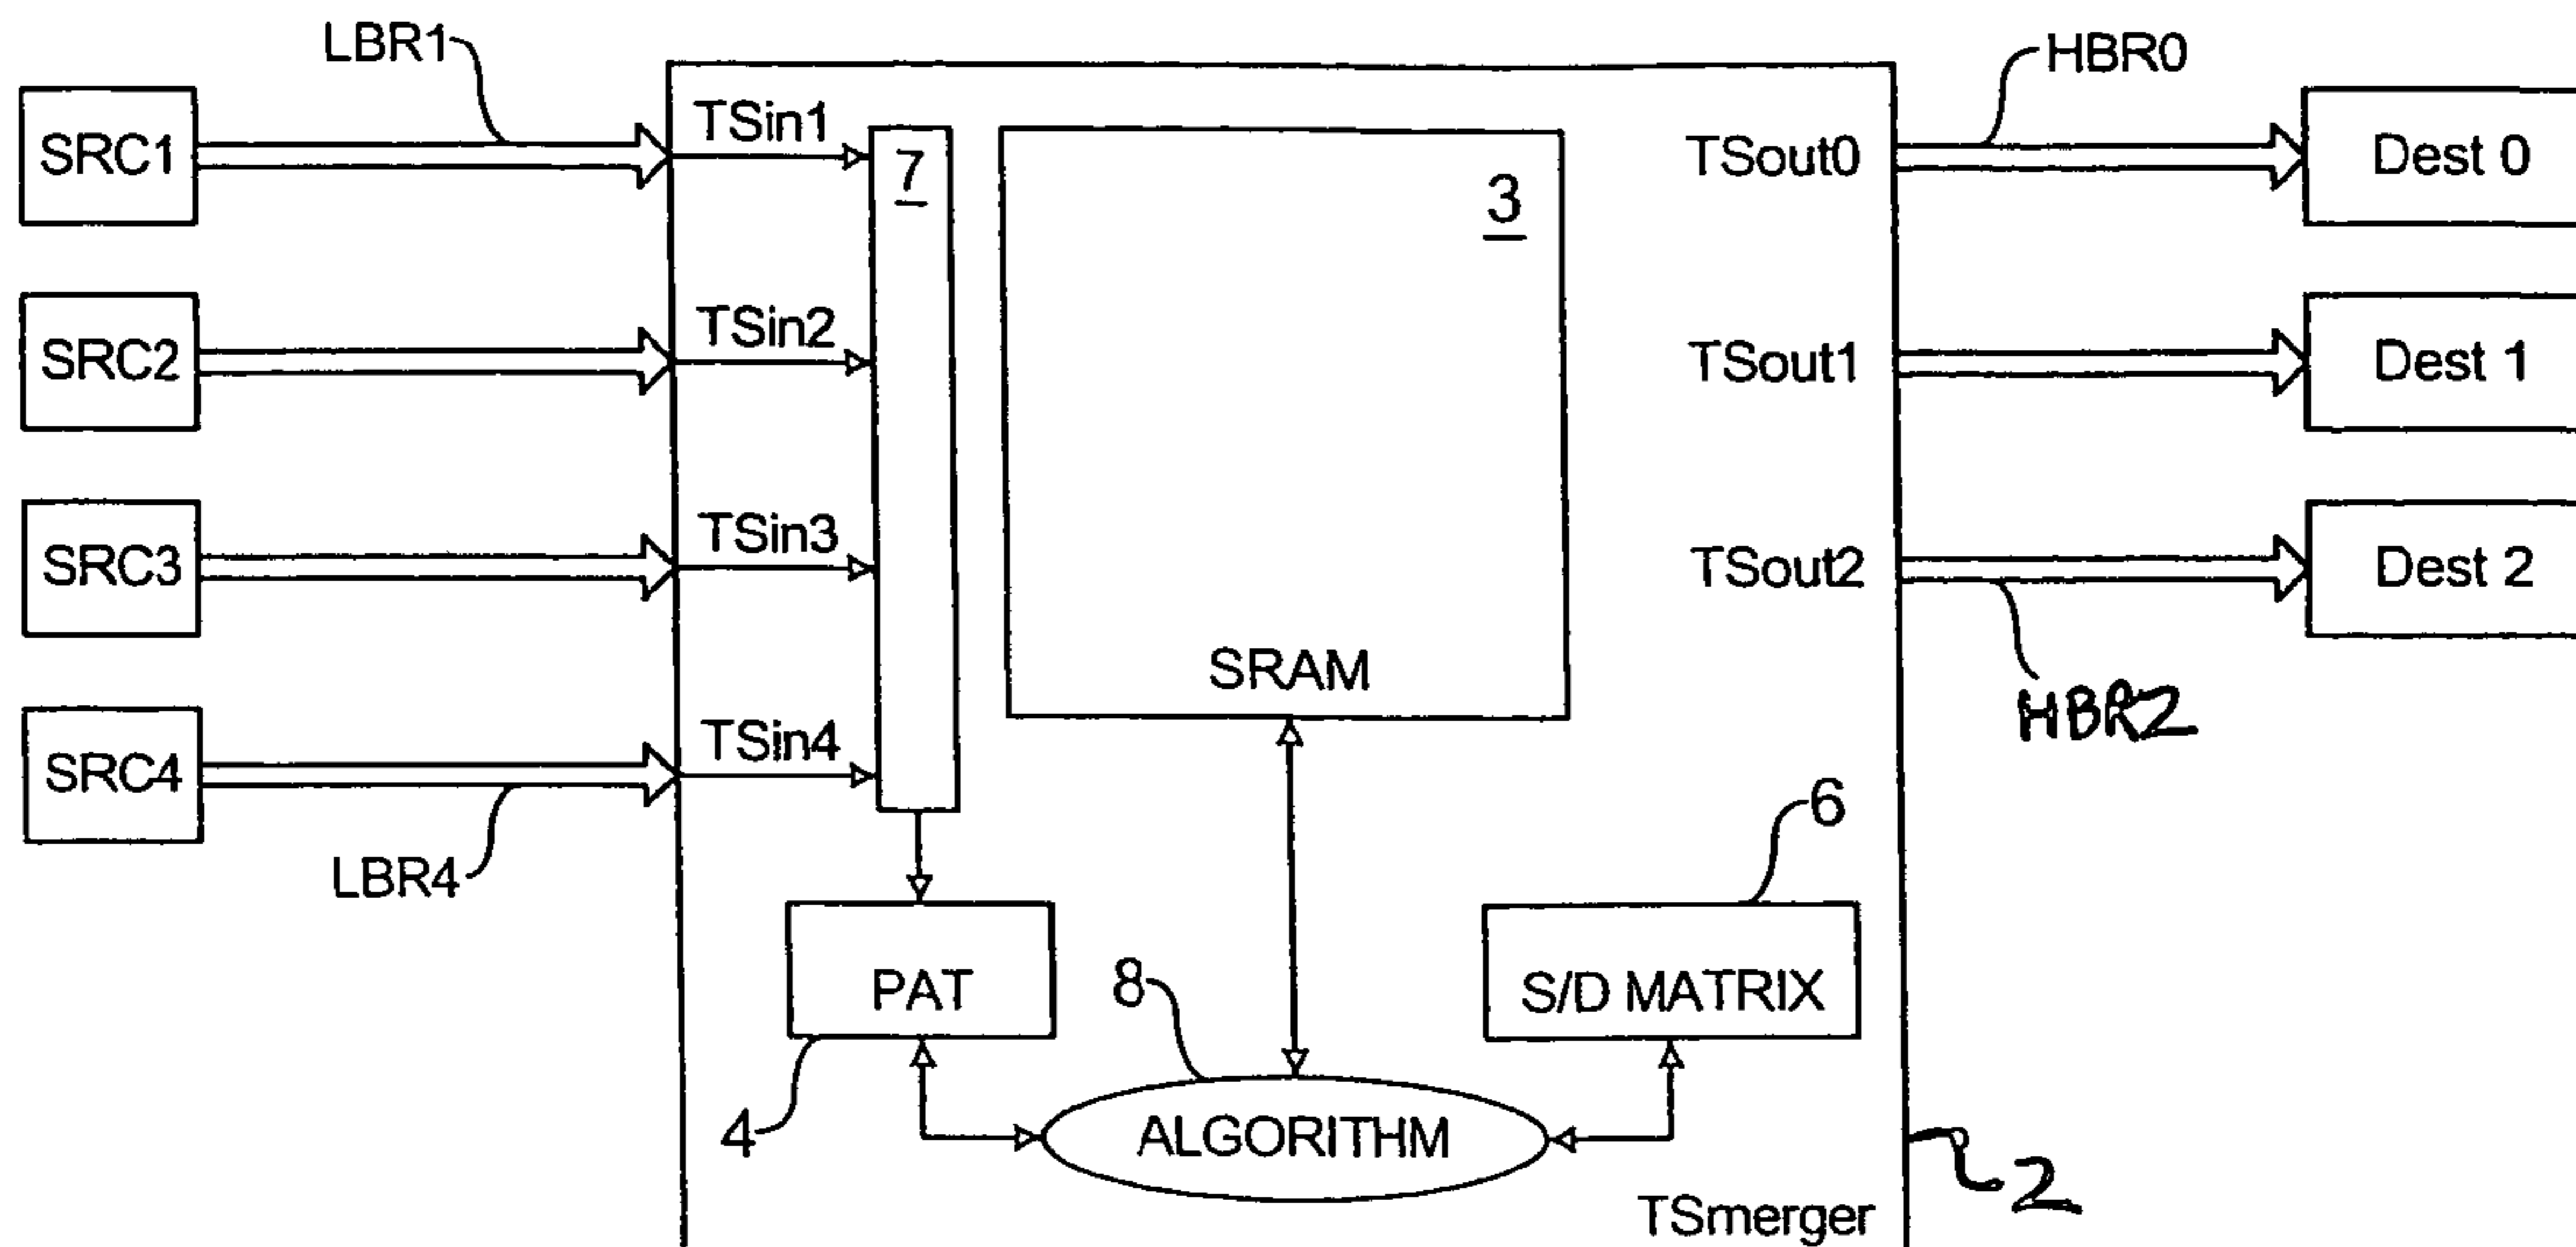 LBR1
HBR0
SRC1
TSin1
7
3
TSout0
Dest 0
SRC2
TSin2
TSout1
Dest 1
SRC3
TSin3
TSout2
Dest 2
SRAM
HBR2
SRC4
TSin4
LBR4
6
PAT
8
S/D MATRIX
4
ALGORITHM
2
TSmerger